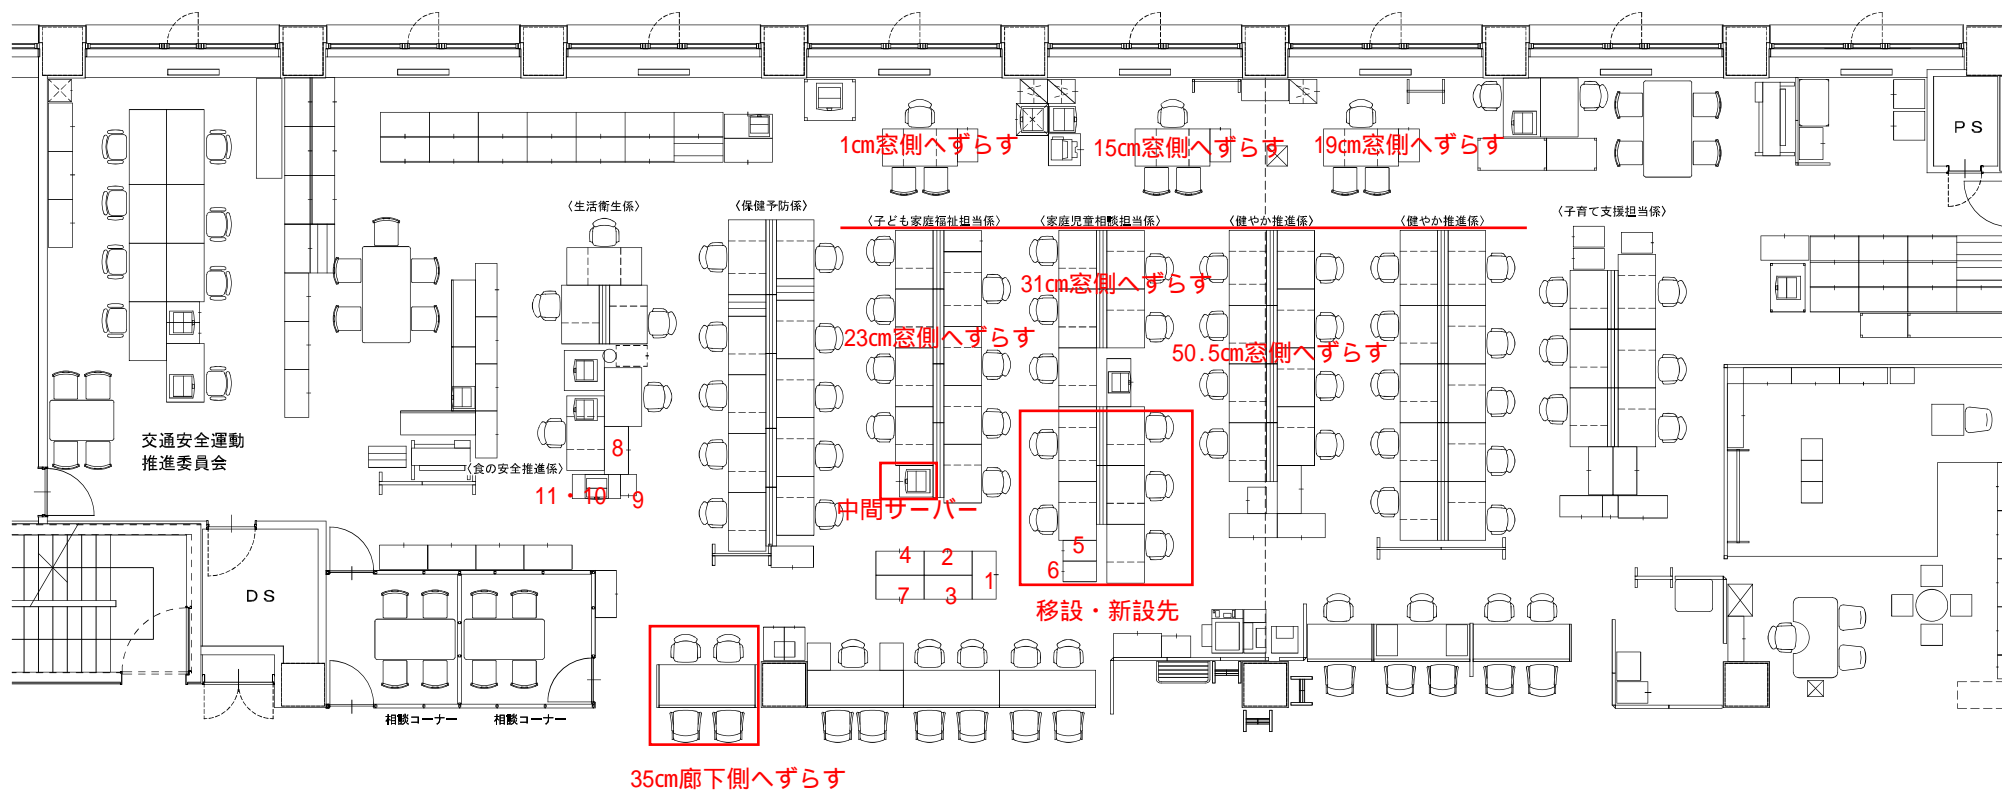 1cm窓側へずらす
15cm窓側へずらす
19cm窓側へずらす
PS
〈生活衛生係〉
〈保健予防係〉
〈子ども家庭福祉担当係〉
〈家庭児童相談担当係〉
〈健やか推進係〉
〈健やか推進係〉
〈子育て支援担当係〉
31cm窓側へずらす
23cm窓側へずらす
50.5cm窓側へずらす
交通安全運動
推進委員会
〈食の安全推進係〉
8
11・10
9
中間サーバー
5
6
4
2
1
7
3
移設・新設先
DS
相談コーナー
相談コーナー
35cm廊下側へずらす